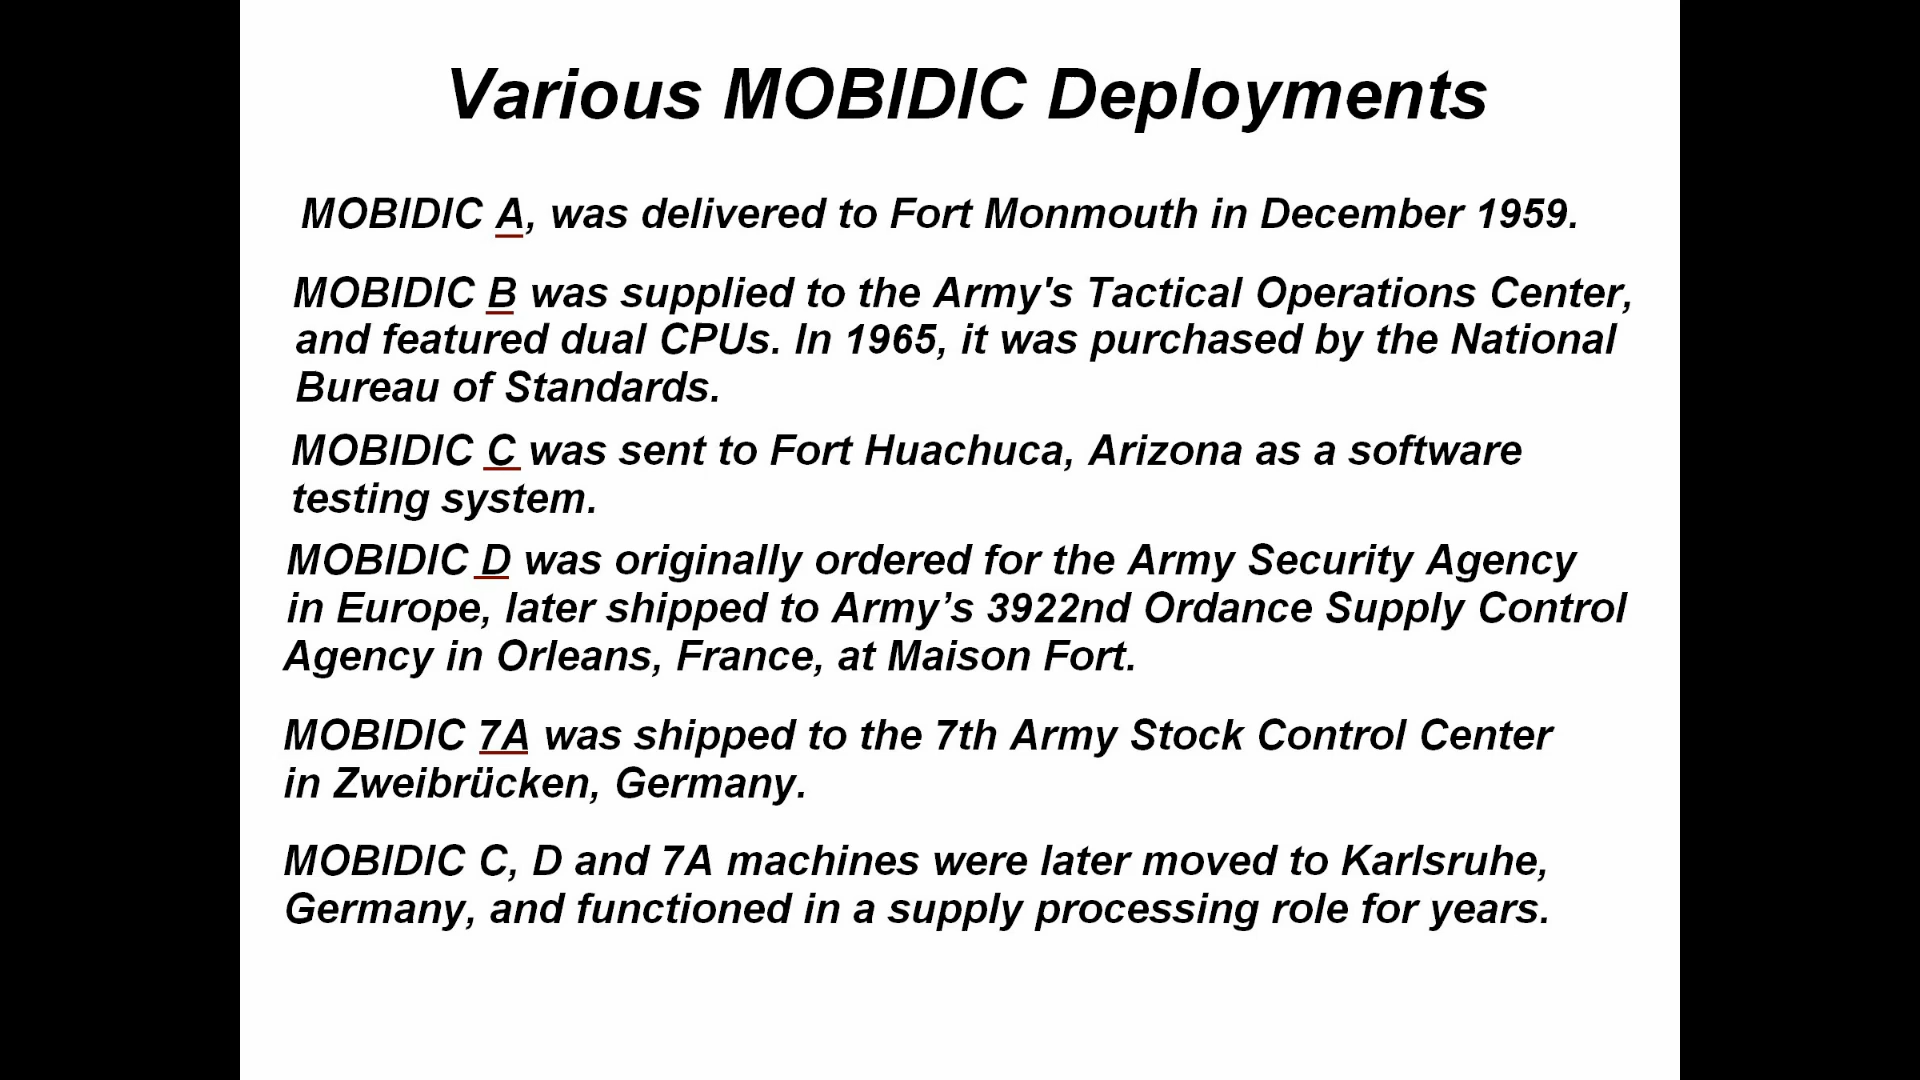 Various MOBIDIC Deployments
MOBIDIC A, was delivered to Fort Monmouth in December 1959.
MOBIDIC B was supplied to the Army's Tactical Operations Center,
and featured dual CPUs. In 1965, it was purchased by the National
Bureau of Standards.
MOBIDIC C was sent to Fort Huachuca, Arizona as a software
testing system.
MOBIDIC D was originally ordered for the Army Security Agency
in Europe, later shipped to Army’s 3922nd Ordance Supply Control
Agency in Orleans, France, at Maison Fort.
MOBIDIC 7A was shipped to the 7th Army Stock Control Center
in Zweibrücken, Germany.
MOBIDIC C, D and 7A machines were later moved to Karlsruhe,
Germany, and functioned in a supply processing role for years.